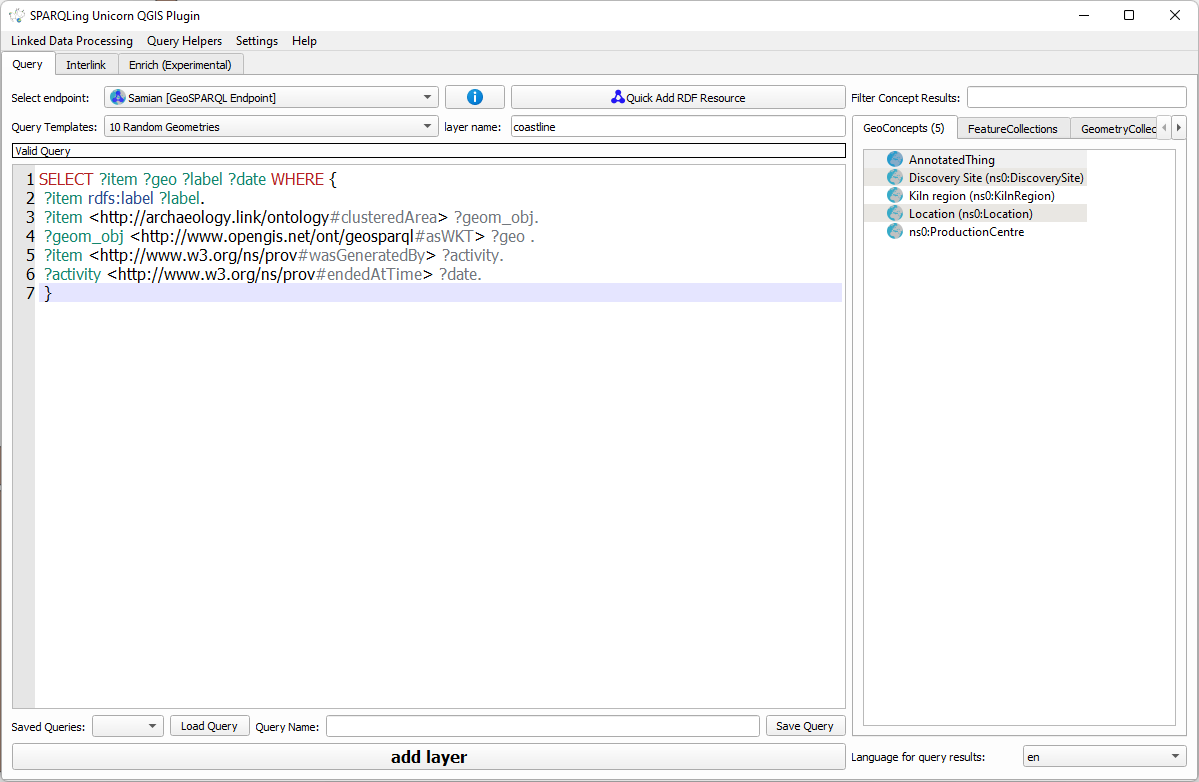 SPARQLing Unicorn QGIS Plugin
Linked Data Processing Query Helpers Settings Help
Query Interlink Enrich (Experimental)
Select endpoint: Samian [GeoSPARQL Endpoint] i Quick Add RDF Resource Filter Concept Results:
Query Templates: 10 Random Geometries layer name: coastline
GeoConcepts (5) FeatureCollections GeometryCollec
Valid Query
1 SELECT ?item ?geo ?label ?date WHERE {
2 ?item rdfs:label ?label.
3 ?item <http://archaeology.link/ontology#clusteredArea> ?geom_obj.
4 ?geom_obj <http://www.opengis.net/ont/geosparql#asWKT> ?geo .
5 ?item <http://www.w3.org/ns/prov#wasGeneratedBy> ?activity.
6 ?activity <http://www.w3.org/ns/prov#endedAtTime> ?date.
7 }
AnnotatedThing
Discovery Site (ns0:DiscoverySite)
Kiln region (ns0:KilnRegion)
Location (ns0:Location)
ns0:ProductionCentre
Saved Queries: Load Query Query Name: Save Query
add layer
Language for query results: en